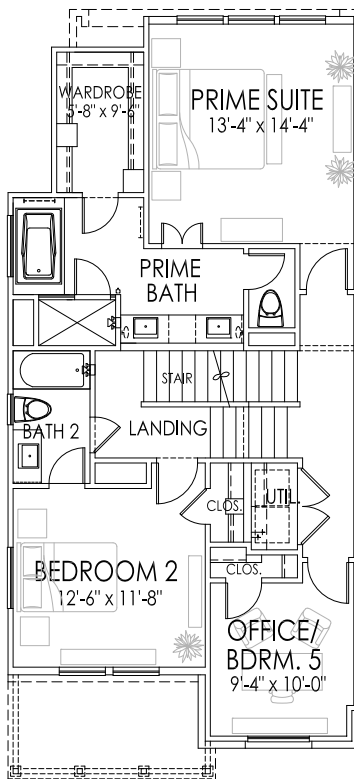 WARDROBE
5'-8" x 9'-6"
PRIME SUITE
13'-4" x 14'-4"
PRIME
BATH
STAIR
BATH 2
LANDING
CLOS.
UTIL.
CLOS.
BEDROOM 2
12'-6" x 11'-8"
OFFICE/
BDRM. 5
9'-4" x 10'-0"